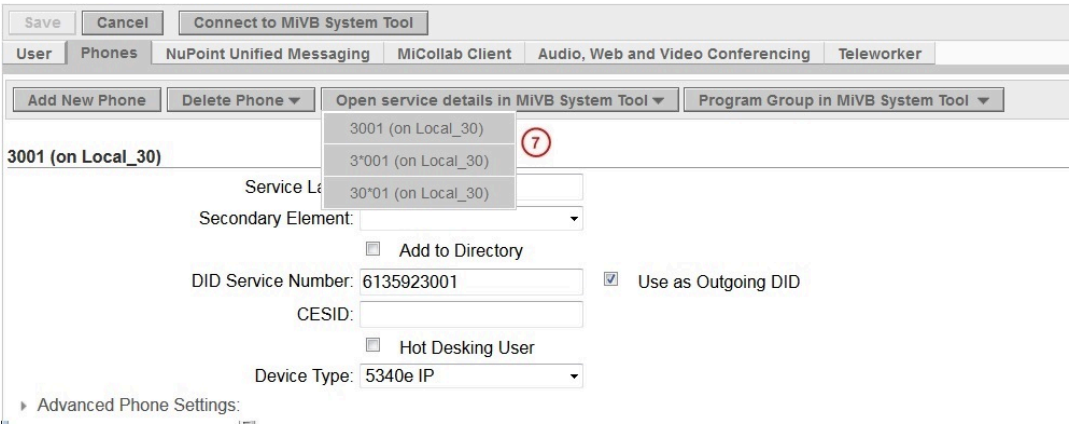 Save Cancel Connect to MiVB System Tool
User Phones NuPoint Unified Messaging MiCollab Client Audio, Web and Video Conferencing Teleworker
Add New Phone Delete Phone Open service details in MiVB System Tool Program Group in MiVB System Tool
3001 (on Local_30)
7
3*001 (on Local_30)
3001 (on Local_30)
30*01 (on Local_30)
Service La
Secondary Element:
Add to Directory
DID Service Number: 6135923001 Use as Outgoing DID
CESID:
Hot Desking User
Device Type: 5340e IP
Advanced Phone Settings: